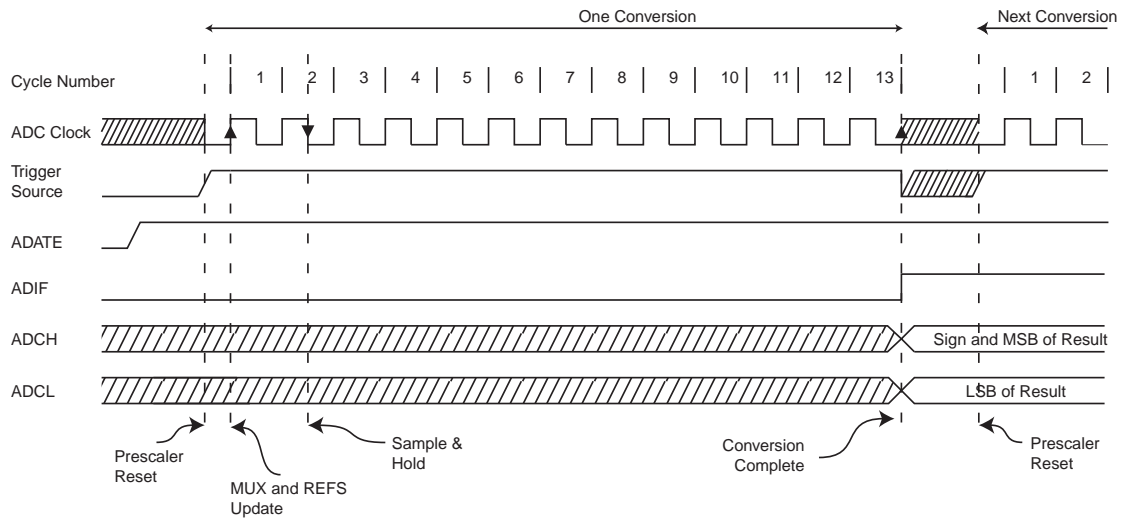 One Conversion
Next Conversion
Cycle Number
1 2 3 4 5 6 7 8 9 10 11 12 13 1 2
ADC Clock
Trigger
Source
ADATE
ADIF
ADCH
Sign and MSB of Result
ADCL
LSB of Result
Prescaler
Reset
MUX and REFS
Update
Sample &
Hold
Conversion
Complete
Prescaler
Reset